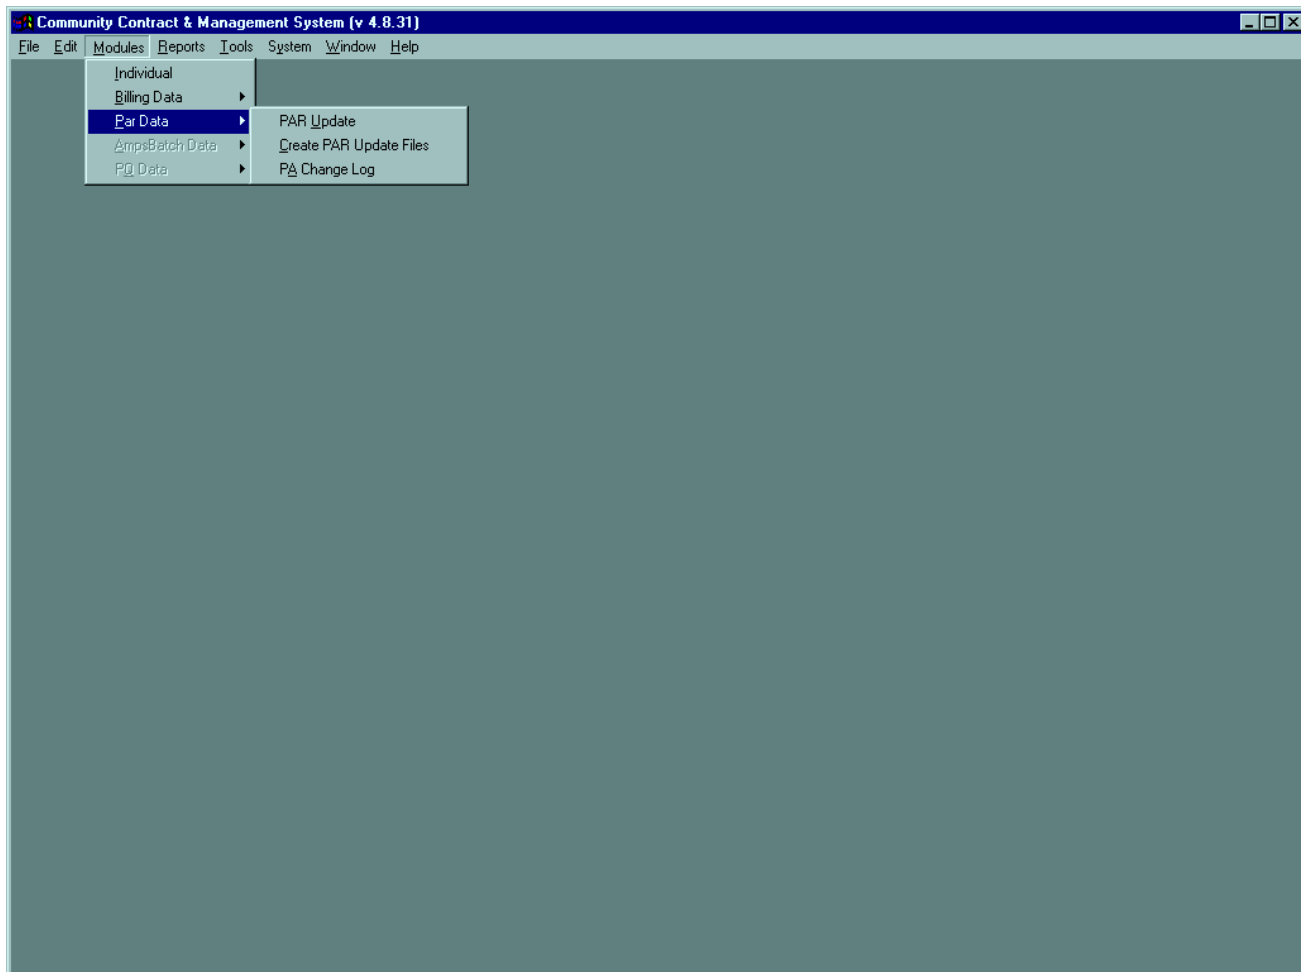 Community Contract & Management System (v 4.8.31)
File Edit Modules Reports Tools System Window Help
Individual
Billing Data
Par Data
AmpsBatch Data
PQ Data
PAR Update
Create PAR Update Files
PA Change Log